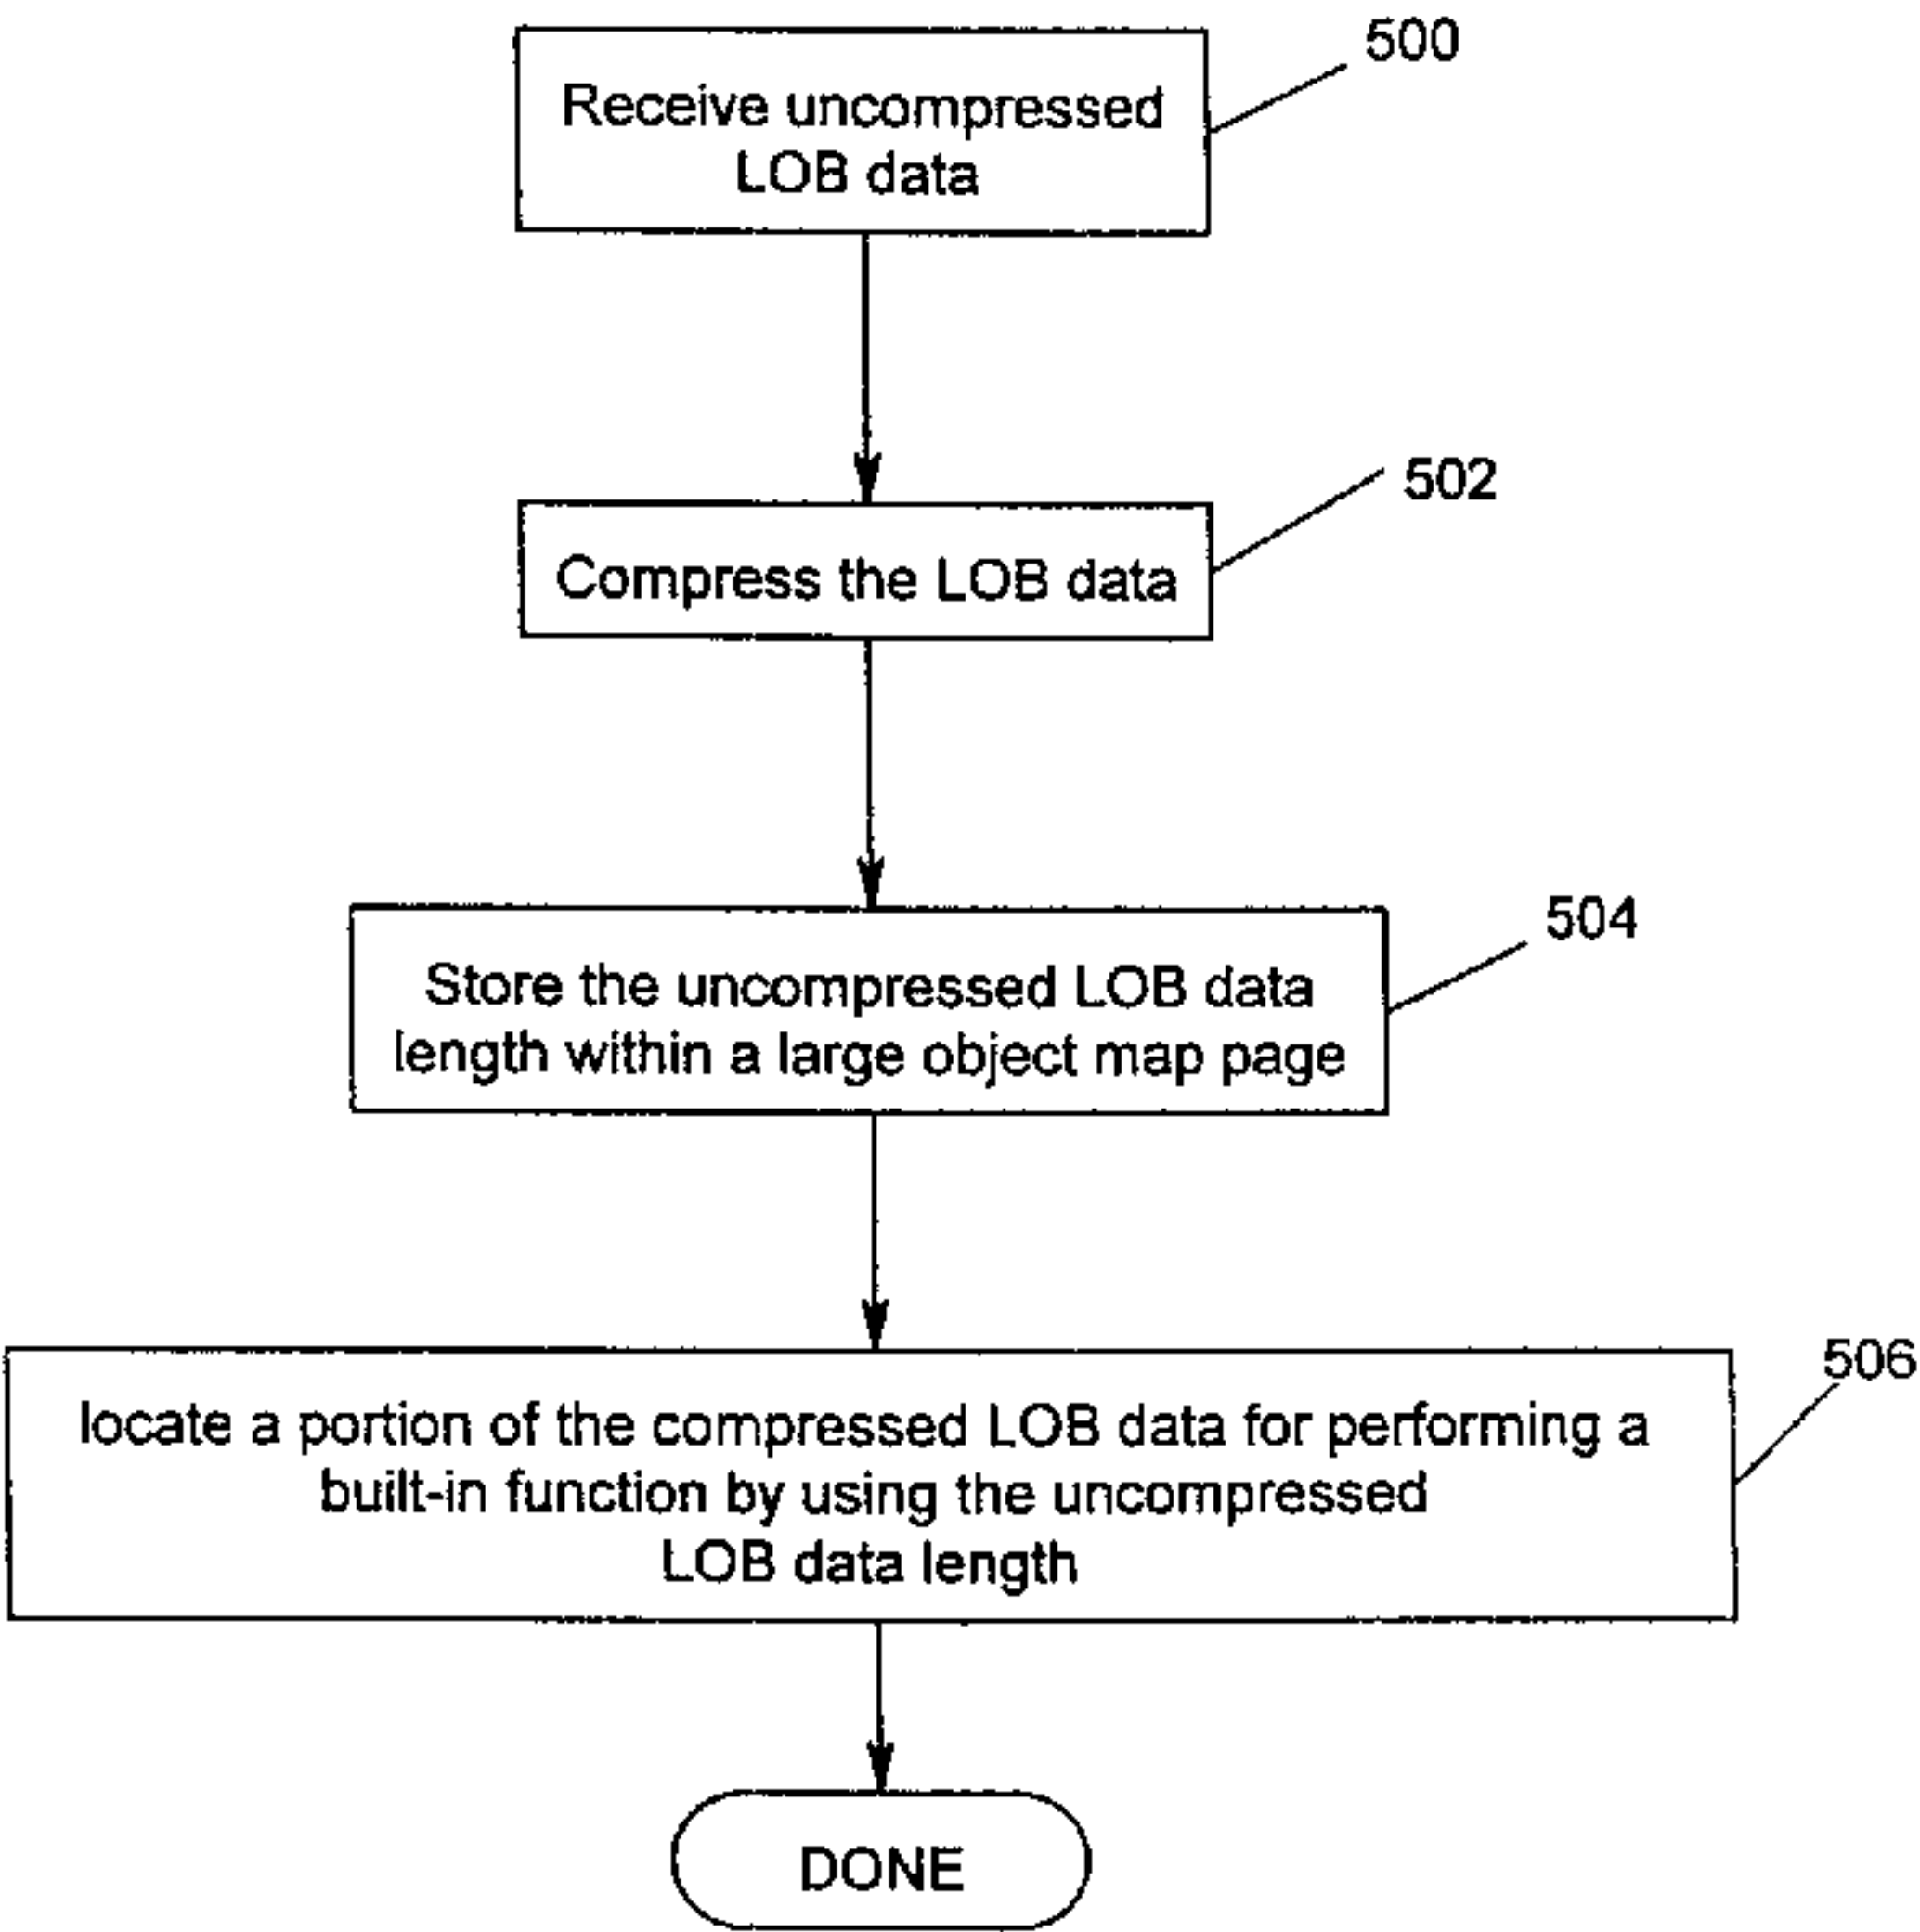 500
Receive uncompressed
LOB data
502
Compress the LOB data
504
Store the uncompressed LOB data
length within a large object map page
506
locate a portion of the compressed LOB data for performing a
built-in function by using the uncompressed
LOB data length
DONE